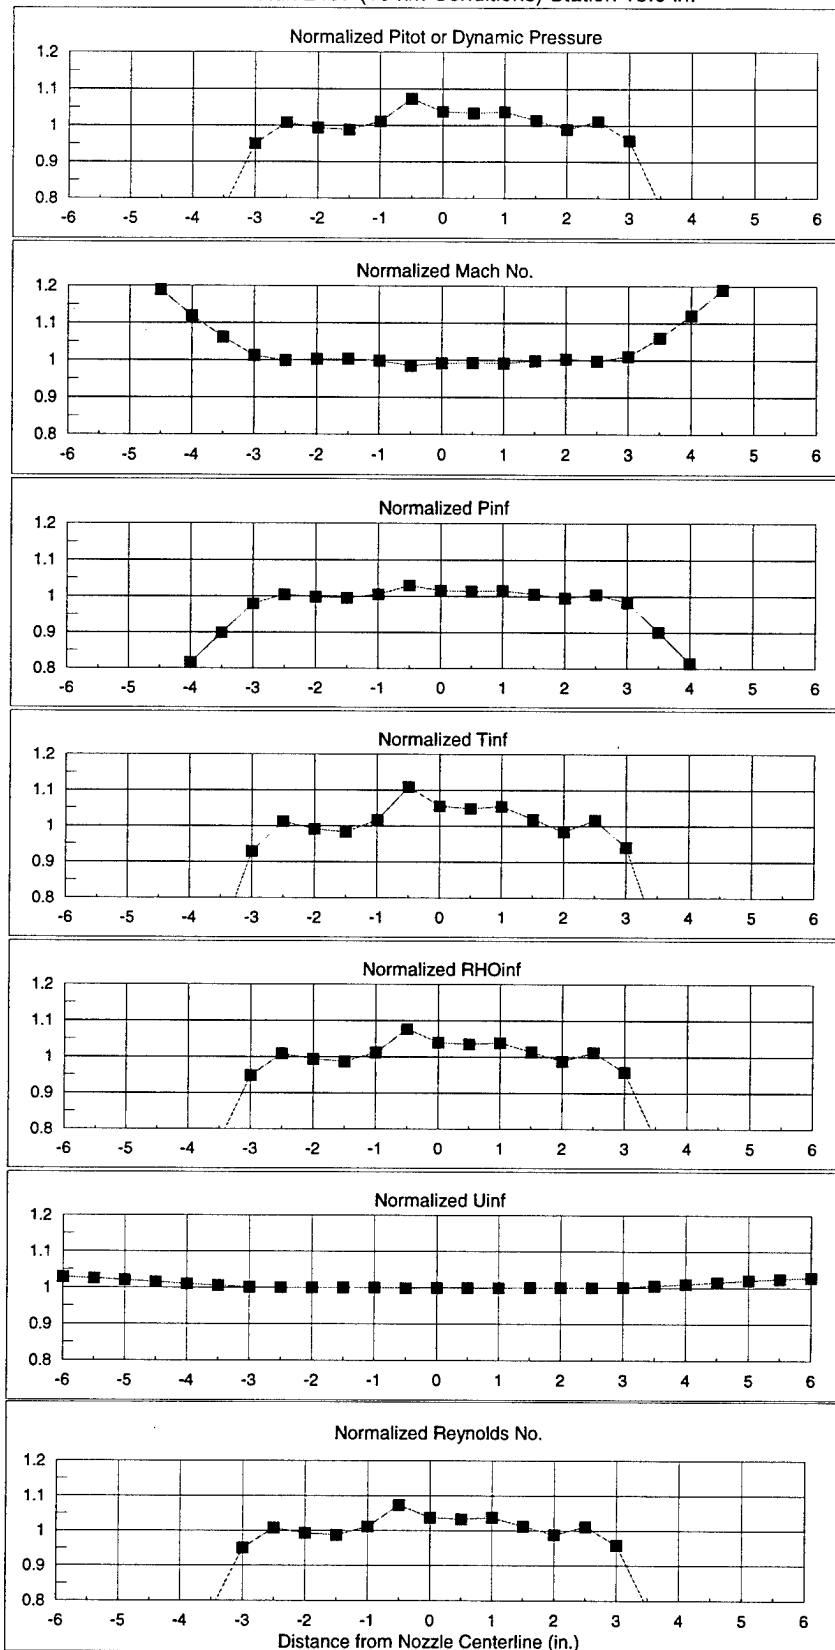 Normalized Pitot or Dynamic Pressure
1.2
1.1
1
0.9
0.8
-6 -5 -4 -3 -2 -1 0 1 2 3 4 5 6
Normalized Mach No.
1.2
1.1
1
0.9
0.8
-6 -5 -4 -3 -2 -1 0 1 2 3 4 5 6
Normalized Pinf
1.2
1.1
1
0.9
0.8
-6 -5 -4 -3 -2 -1 0 1 2 3 4 5 6
Normalized Tinf
1.2
1.1
1
0.9
0.8
-6 -5 -4 -3 -2 -1 0 1 2 3 4 5 6
Normalized RHOinf
1.2
1.1
1
0.9
0.8
-6 -5 -4 -3 -2 -1 0 1 2 3 4 5 6
Normalized Uinf
1.2
1.1
1
0.9
0.8
-6 -5 -4 -3 -2 -1 0 1 2 3 4 5 6
Normalized Reynolds No.
1.2
1.1
1
0.9
0.8
-6 -5 -4 -3 -2 -1 0 1 2 3 4 5 6
Distance from Nozzle Centerline (in.)